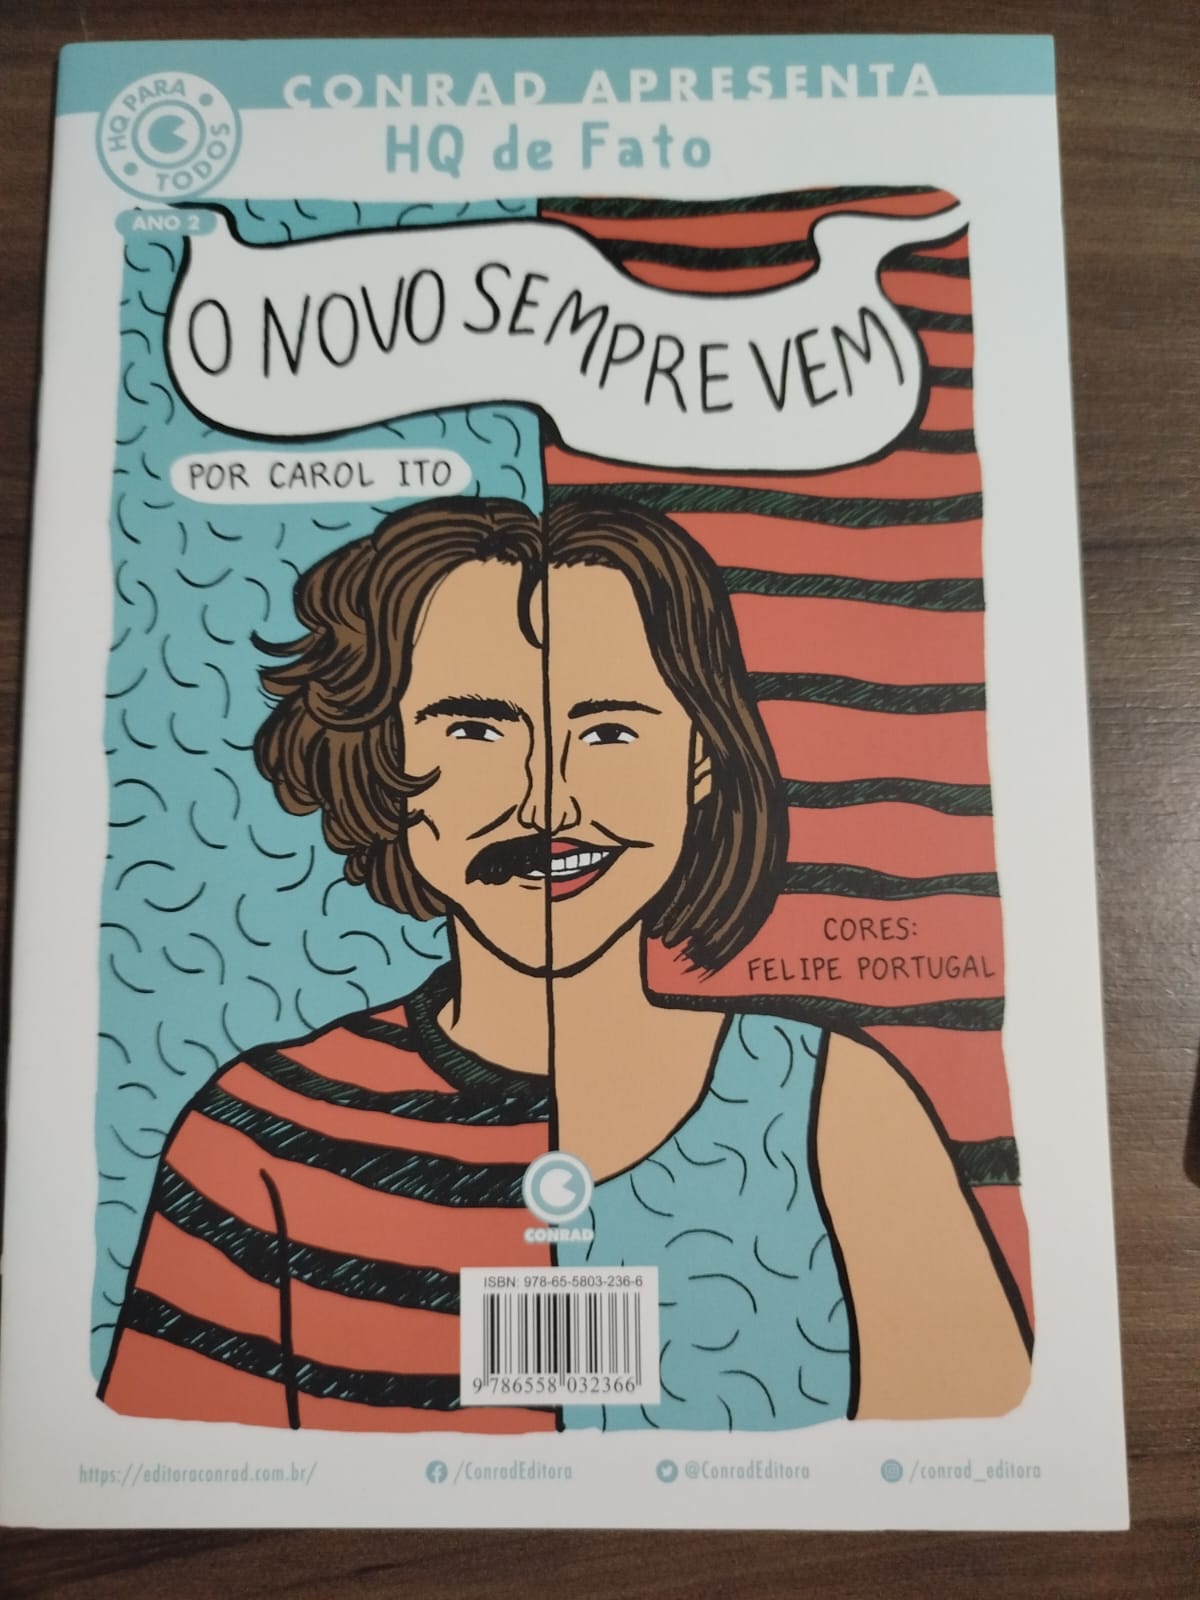 CONRAD APRESENTA
HQ PARA TODOS
HQ de Fato
ANO 2
O NOVO SEMPRE VEM
POR CAROL ITO
CORES:
FELIPE PORTUGAL
CONRAD
ISBN: 978-65-5803-236-6
9 786558 032366
https://editoraconrad.com.br/
/ConradEditora
@ConradEditora
/conrad_editora